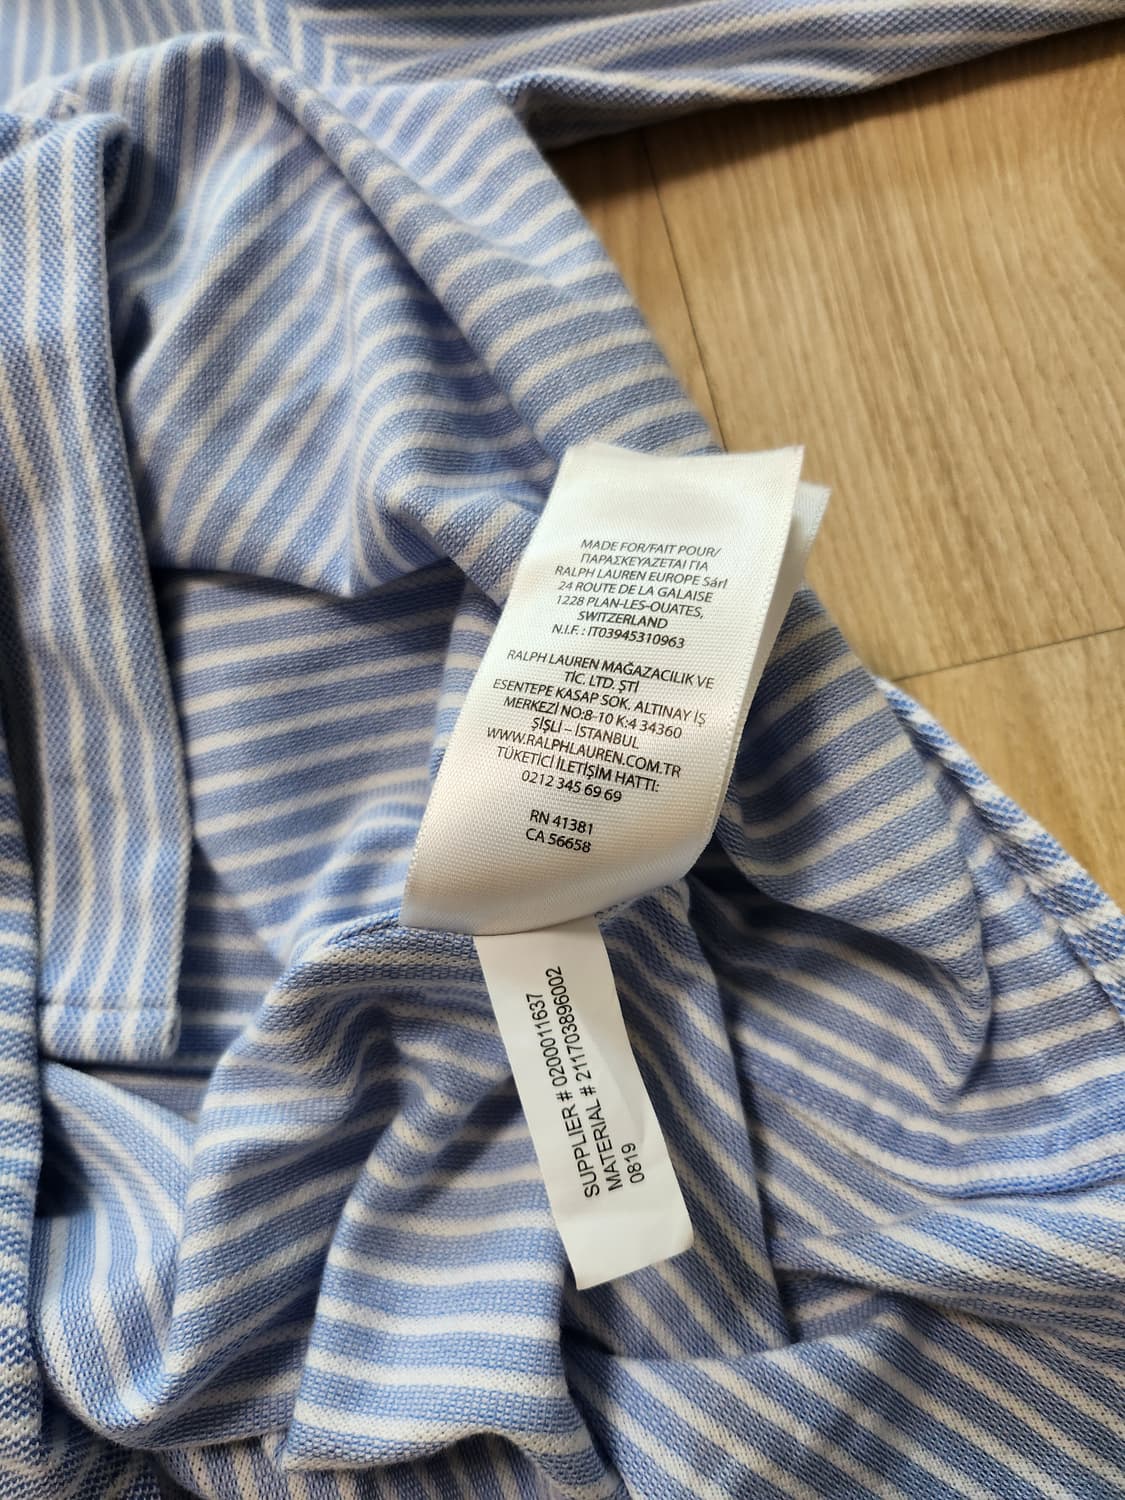 MADE FOR/FAIT POUR/
ΠΑΡΑΣΚΕΥΑΖΕΤΑΙ ΓΙΑ
RALPH LAUREN EUROPE Sárl
24 ROUTE DE LA GALAISE
1228 PLAN-LES-OUATES,
SWITZERLAND
N.I.F. : IT03945310963
RALPH LAUREN MAĞAZACILIK VE
TİC. LTD. ŞTİ
ESENTEPE KASAP SOK. ALTINAY İŞ
MERKEZİ NO:8-10 K:4 34360
ŞİŞLİ – İSTANBUL
WWW.RALPHLAUREN.COM.TR
TÜKETİCİ İLETİŞİM HATTI:
0212 345 69 69
RN 41381
CA 56658
SUPPLIER # 0200011637
MATERIAL # 211703896002
0819